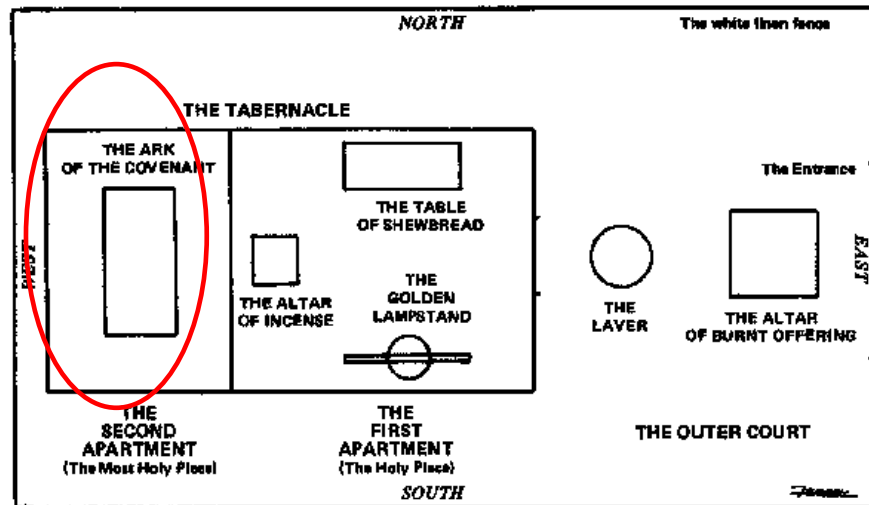 NORTH
The white linen fence
THE TABERNACLE
THE ARK
OF THE COVENANT
THE TABLE
OF SHEWBREAD
The Entrance
WEST
EAST
THE ALTAR
OF INCENSE
THE
GOLDEN
LAMPSTAND
THE
LAVER
THE ALTAR
OF BURNT OFFERING
THE
SECOND
APARTMENT
(The Most Holy Place)
THE
FIRST
APARTMENT
(The Holy Place)
THE OUTER COURT
SOUTH